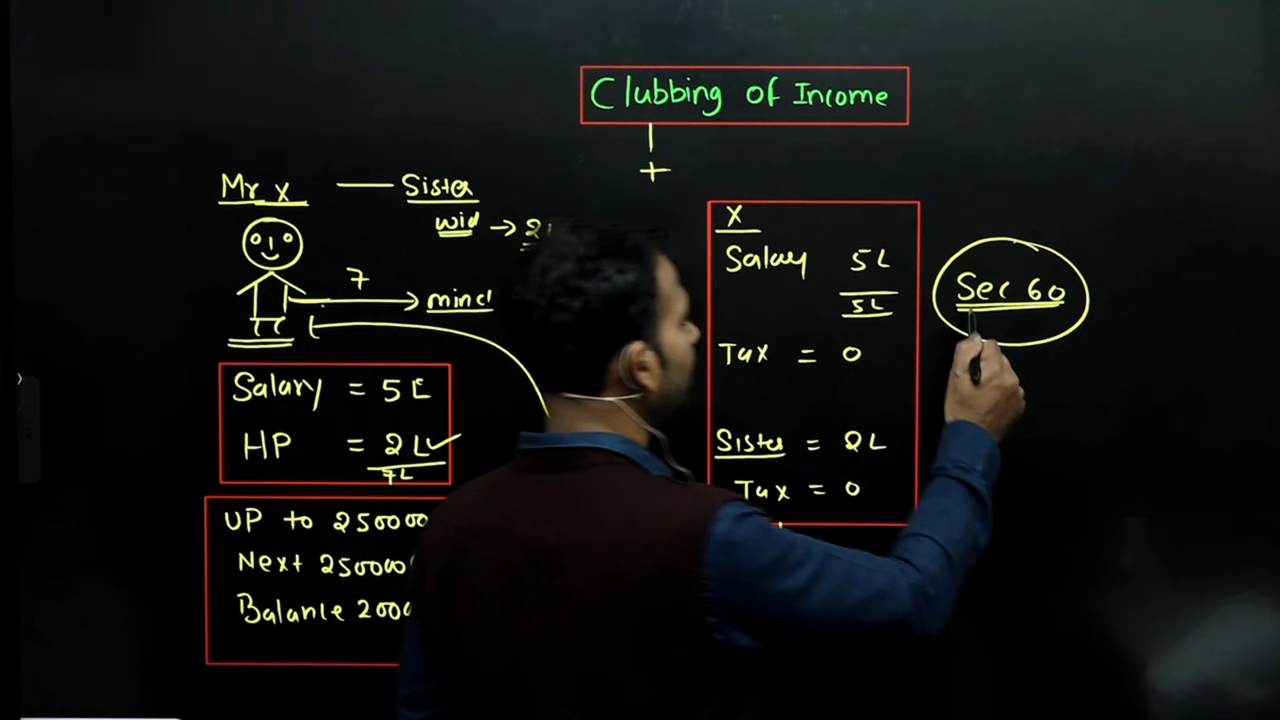 Clubbing of Income
+
Mr X — Sister
wid → 2
7
→ mind
Salary = 5L
HP = 2L ✓
7L
UP to 250000
Next 250000
Balance 2000
X
Salary 5L
5L
Tax = 0
Sister = 2L
Tax = 0
Sec 60